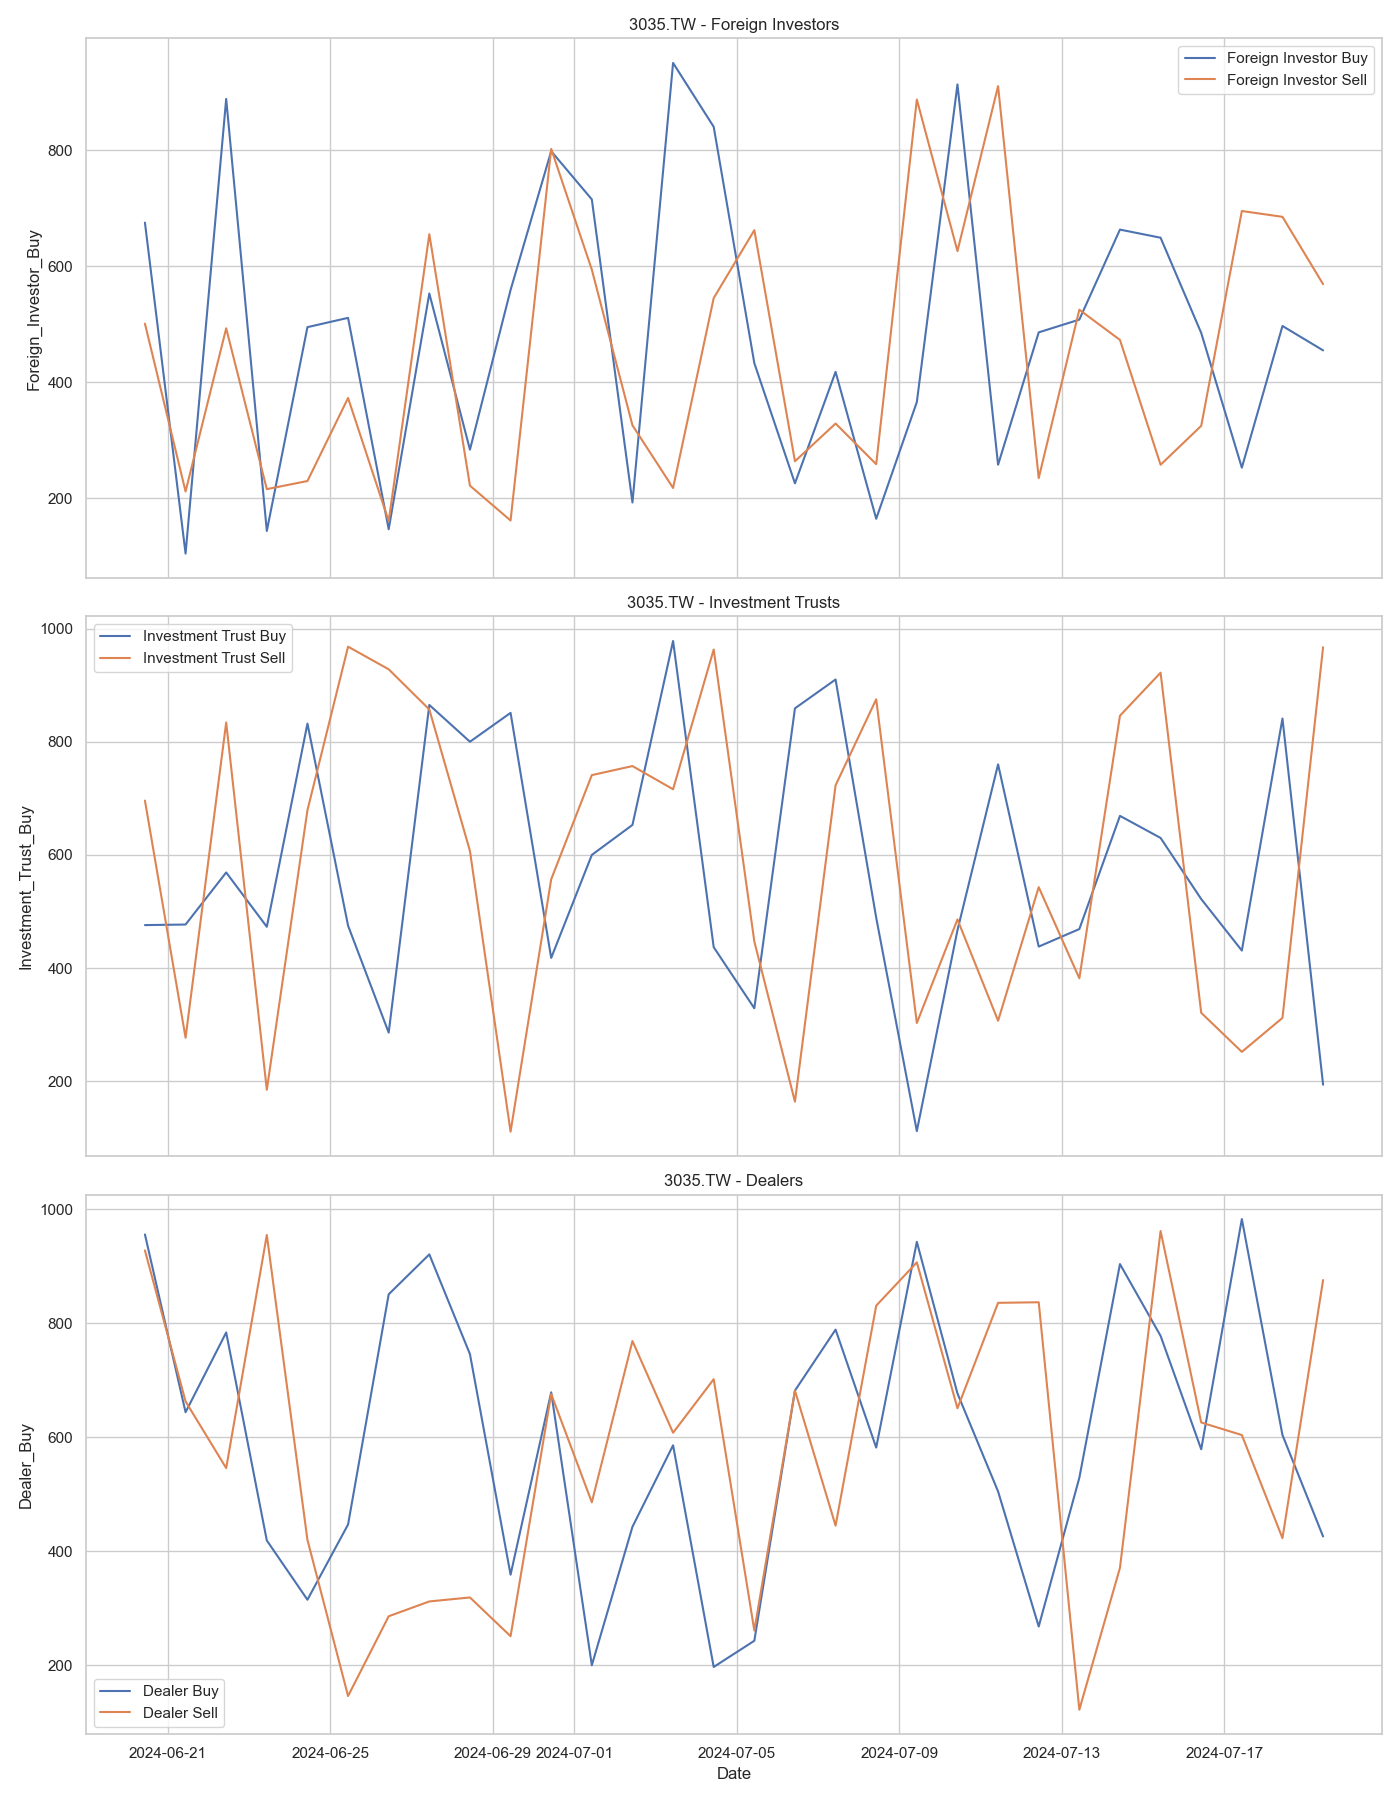 3035.TW - Foreign Investors
Foreign Investor Buy
Foreign Investor Sell
Foreign_Investor_Buy
800
600
400
200
3035.TW - Investment Trusts
Investment Trust Buy
Investment Trust Sell
Investment_Trust_Buy
1000
800
600
400
200
3035.TW - Dealers
Dealer_Buy
1000
800
600
400
200
Dealer Buy
Dealer Sell
2024-06-21 2024-06-25 2024-06-29 2024-07-01 2024-07-05 2024-07-09 2024-07-13 2024-07-17
Date